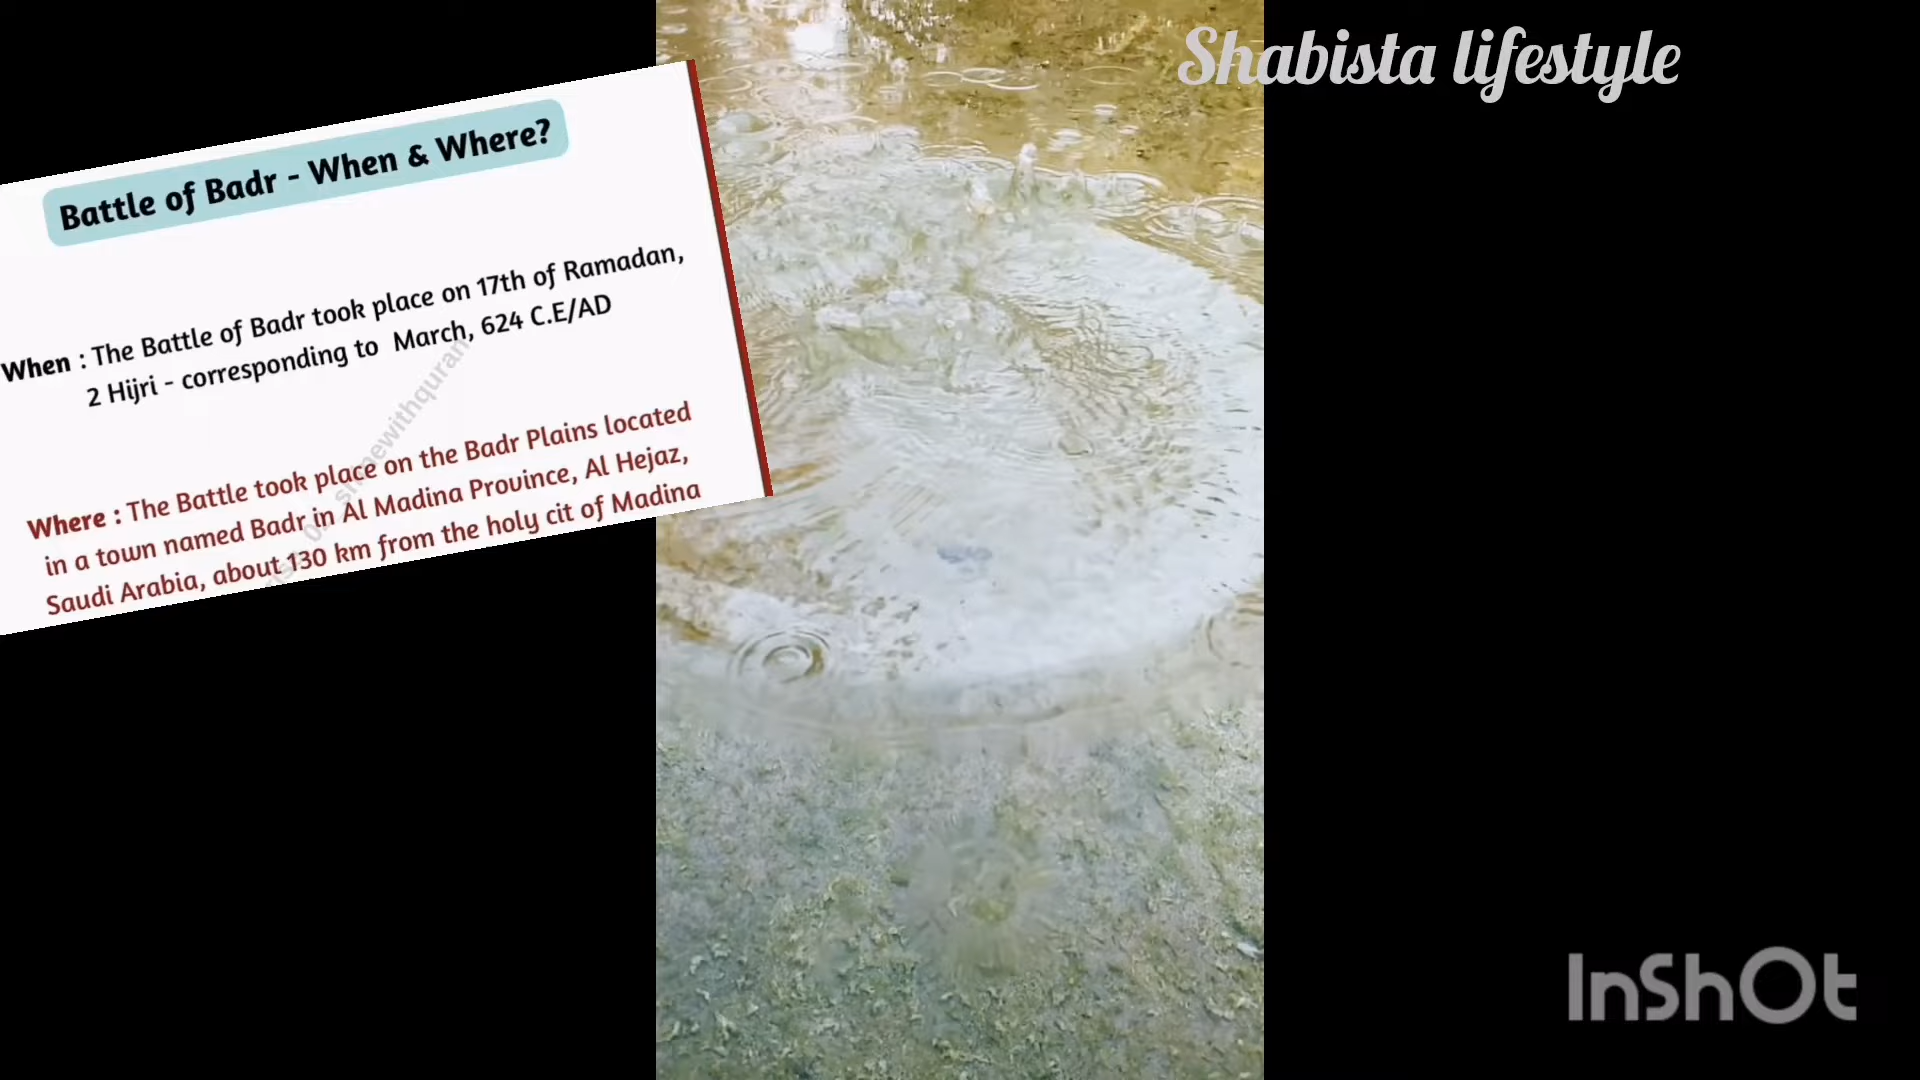 Shabista lifestyle
Battle of Badr - When & Where?
When : The Battle of Badr took place on 17th of Ramadan,
2 Hijri - corresponding to March, 624 C.E/AD
Where : The Battle took place on the Badr Plains located
in a town named Badr in Al Madina Province, Al Hejaz,
Saudi Arabia, about 130 km from the holy cit of Madina
shinewithquran
InShOt